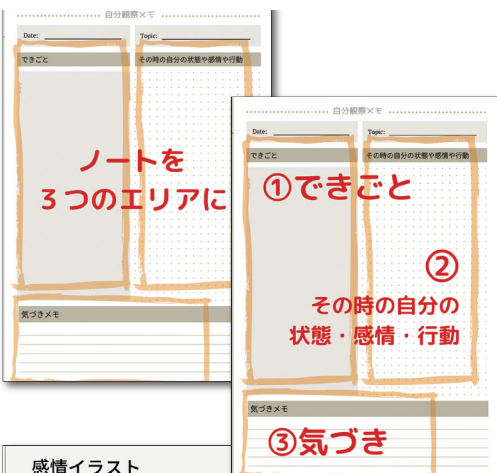 自分観察メモ
Date:
Topic:
できごと
その時の自分の状態や感情や行動
ノートを
３つのエリアに
気づきメモ
自分観察メモ
Date:
Topic:
できごと
その時の自分の状態や感情や行動
①できごと
②
その時の自分の
状態・感情・行動
気づきメモ
③気づき
感情イラスト